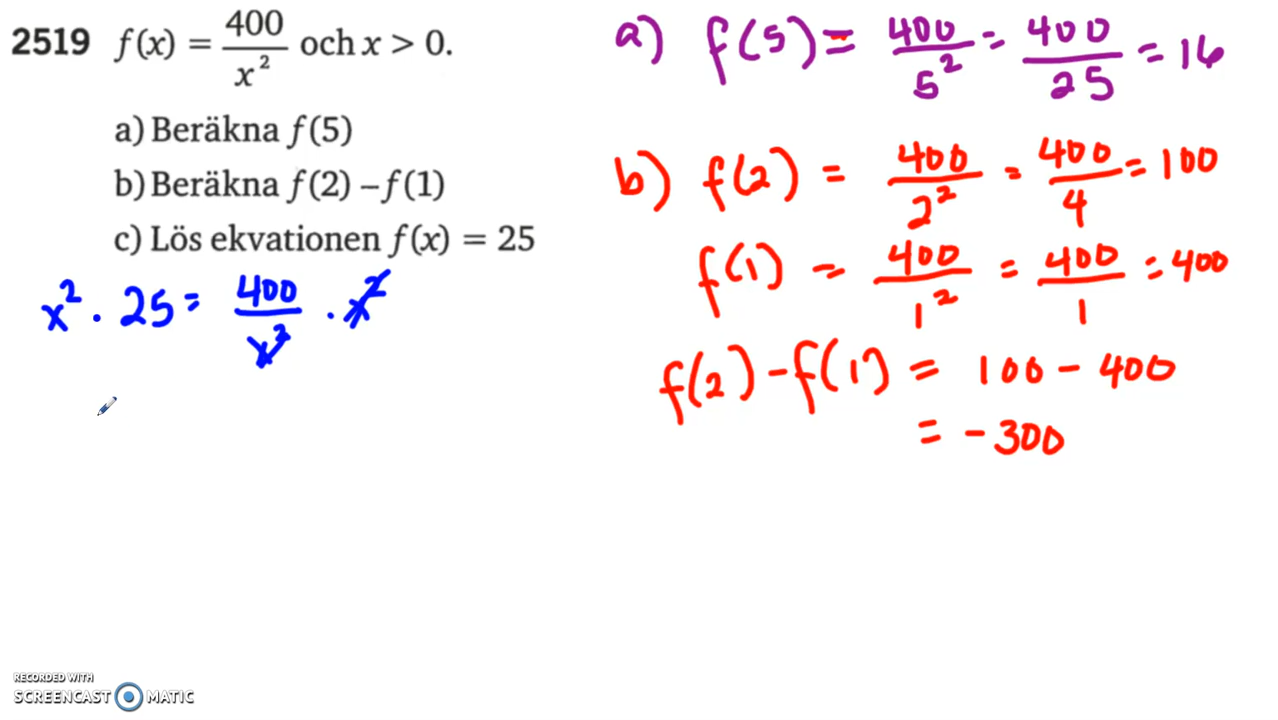 2519 f(x) = 400/x² och x > 0.
a) Beräkna f(5)
b) Beräkna f(2) – f(1)
c) Lös ekvationen f(x) = 25
x² · 25 = 400/x² · x²
a) f(5) = 400/5² = 400/25 = 16
b) f(2) = 400/2² = 400/4 = 100
f(1) = 400/1² = 400/1 = 400
f(2) - f(1) = 100 - 400
= - 300
RECORDED WITH
SCREENCAST MATIC